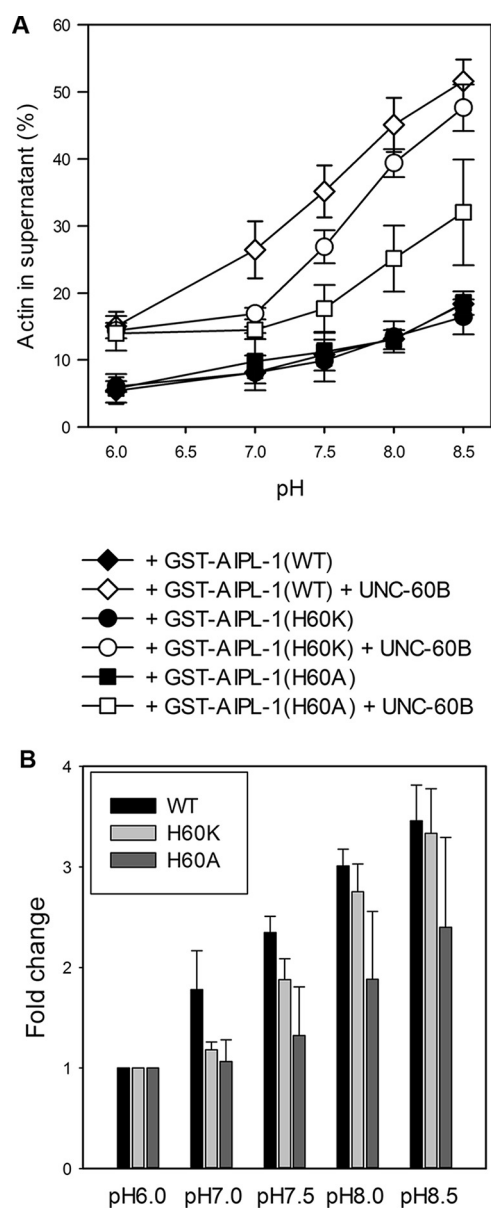 A
60
50
40
30
20
10
0
Actin in supernatant (%)
6.0 6.5 7.0 7.5 8.0 8.5
pH
+ GST-AIPL-1(WT)
+ GST-AIPL-1(WT) + UNC-60B
+ GST-AIPL-1(H60K)
+ GST-AIPL-1(H60K) + UNC-60B
+ GST-AIPL-1(H60A)
+ GST-AIPL-1(H60A) + UNC-60B
B
4
3
2
1
0
Fold change
WT
H60K
H60A
pH6.0 pH7.0 pH7.5 pH8.0 pH8.5